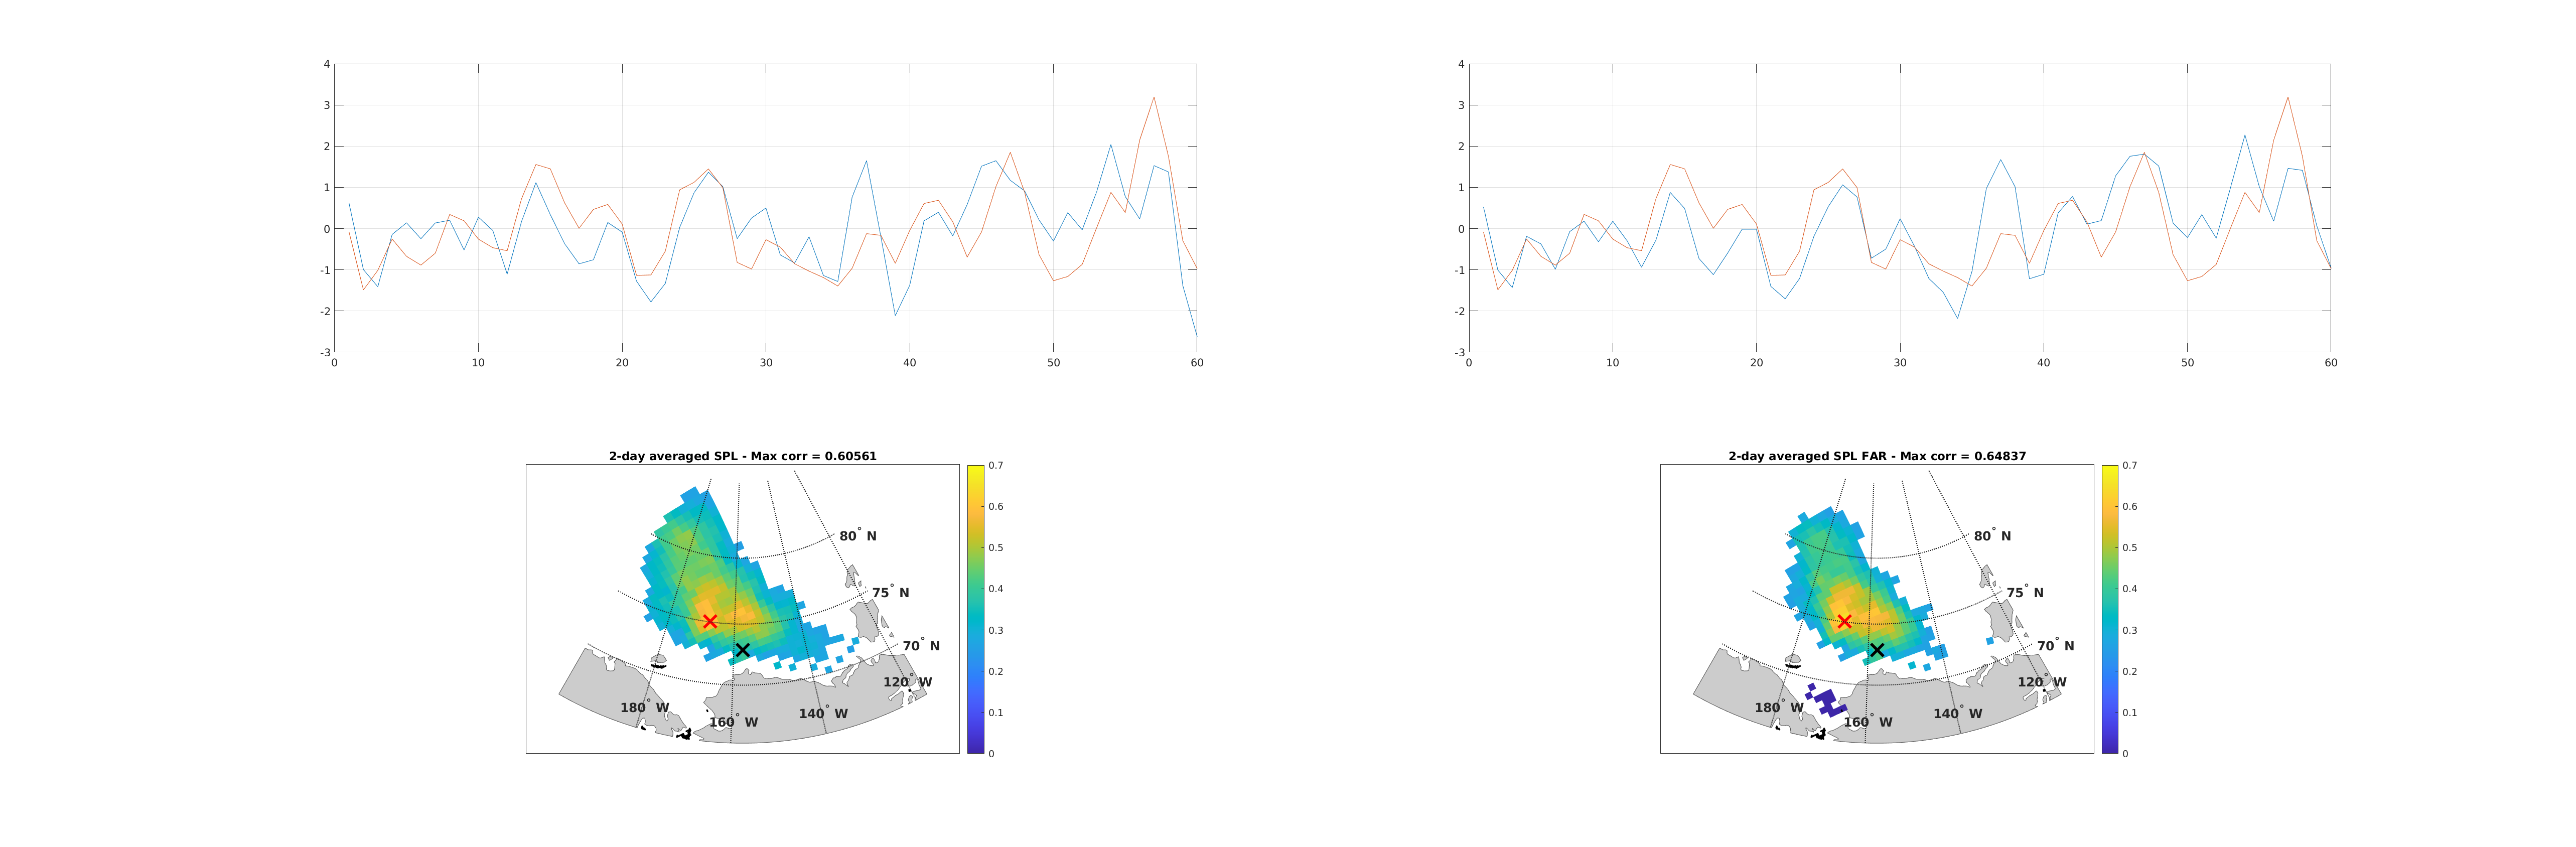 4
3
2
1
0
-1
-2
-3
0 10 20 30 40 50 60
4
3
2
1
0
-1
-2
-3
0 10 20 30 40 50 60
2-day averaged SPL - Max corr = 0.60561
80° N
75° N
70° N
120° W
140° W
160° W
180° W
0.7
0.6
0.5
0.4
0.3
0.2
0.1
0
2-day averaged SPL FAR - Max corr = 0.64837
80° N
75° N
70° N
120° W
140° W
160° W
180° W
0.7
0.6
0.5
0.4
0.3
0.2
0.1
0